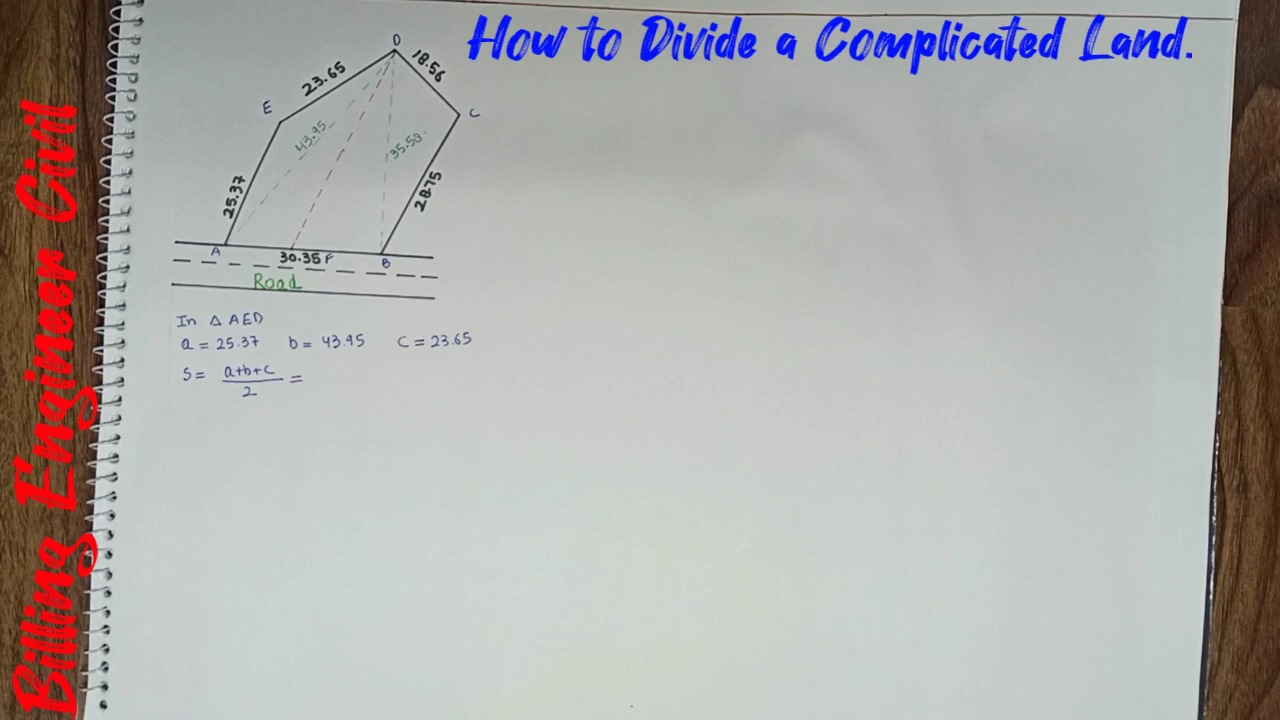 How to Divide a Complicated Land.
Billing Engineer Civil
D
18.56
23.65
E
C
43.95
35.50
25.37
28.75
A
30.35 F
B
Road
In △ AED
a = 25.37 b = 43.95 c = 23.65
S = a+b+c / 2 =